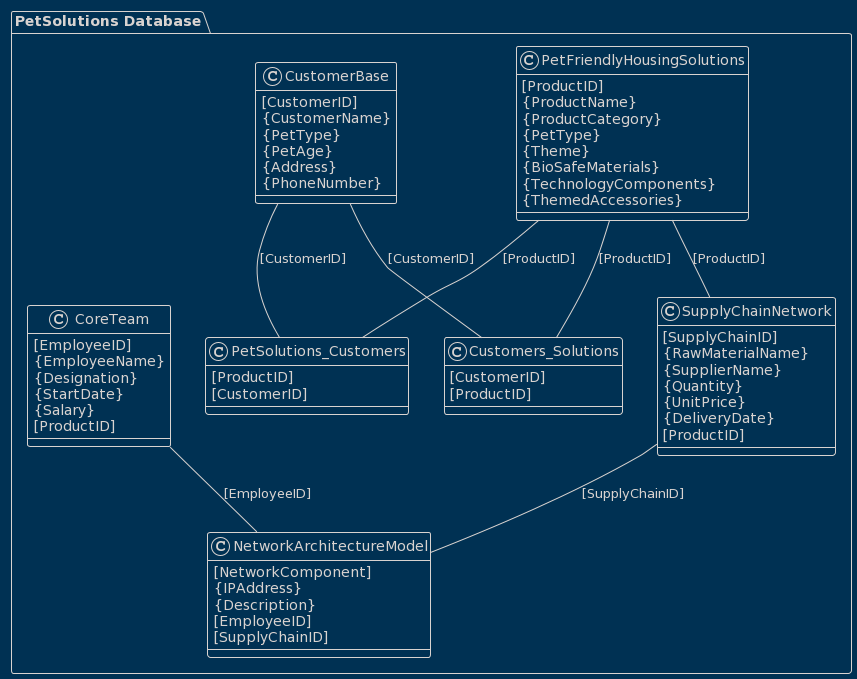 PetSolutions Database
C CustomerBase
[CustomerID]
{CustomerName}
{PetType}
{PetAge}
{Address}
{PhoneNumber}
C PetFriendlyHousingSolutions
[ProductID]
{ProductName}
{ProductCategory}
{PetType}
{Theme}
{BioSafeMaterials}
{TechnologyComponents}
{ThemedAccessories}
[CustomerID]
[CustomerID]
[ProductID]
[ProductID]
[ProductID]
C CoreTeam
[EmployeeID]
{EmployeeName}
{Designation}
{StartDate}
{Salary}
[ProductID]
C PetSolutions_Customers
[ProductID]
[CustomerID]
C Customers_Solutions
[CustomerID]
[ProductID]
C SupplyChainNetwork
[SupplyChainID]
{RawMaterialName}
{SupplierName}
{Quantity}
{UnitPrice}
{DeliveryDate}
[ProductID]
[EmployeeID]
[SupplyChainID]
C NetworkArchitectureModel
[NetworkComponent]
{IPAddress}
{Description}
[EmployeeID]
[SupplyChainID]